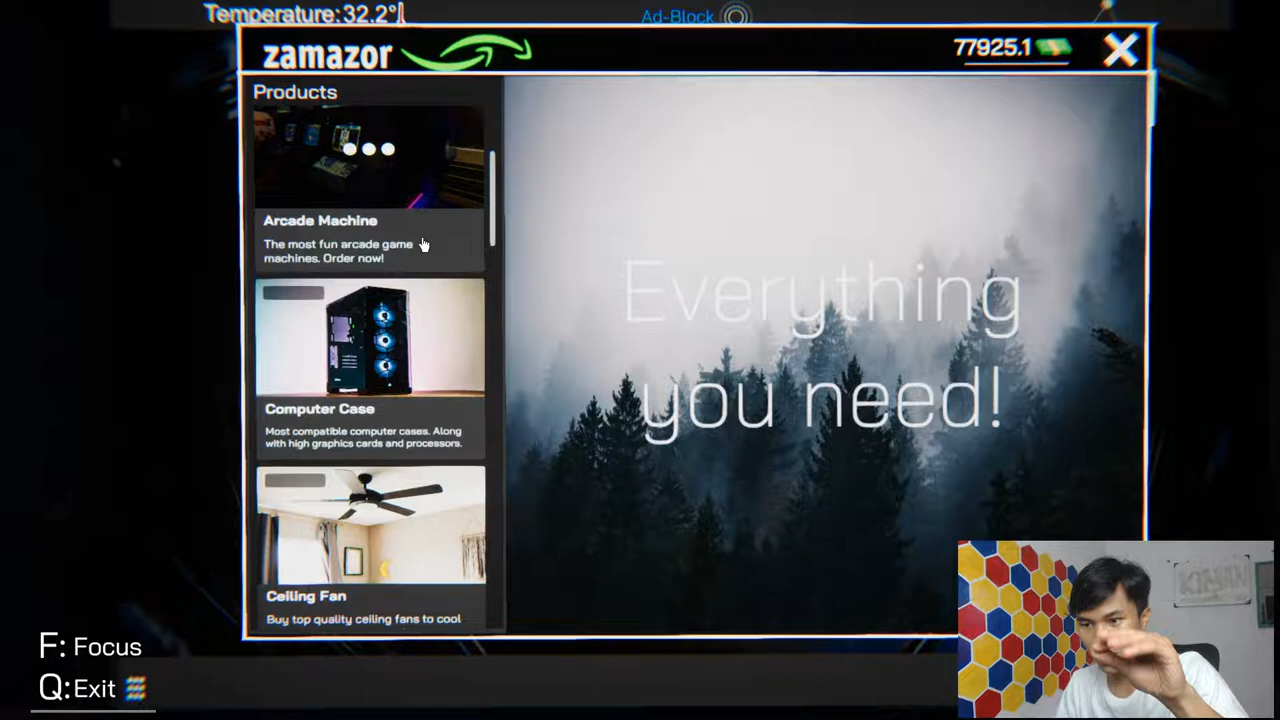 Temperature:32.2°
Ad-Block
zamazor
77925.1
Products
Arcade Machine
The most fun arcade game
machines. Order now!
Computer Case
Most compatible computer cases. Along
with high graphics cards and processors.
Ceiling Fan
Buy top quality ceiling fans to cool
Everything
you need!
F: Focus
Q:Exit